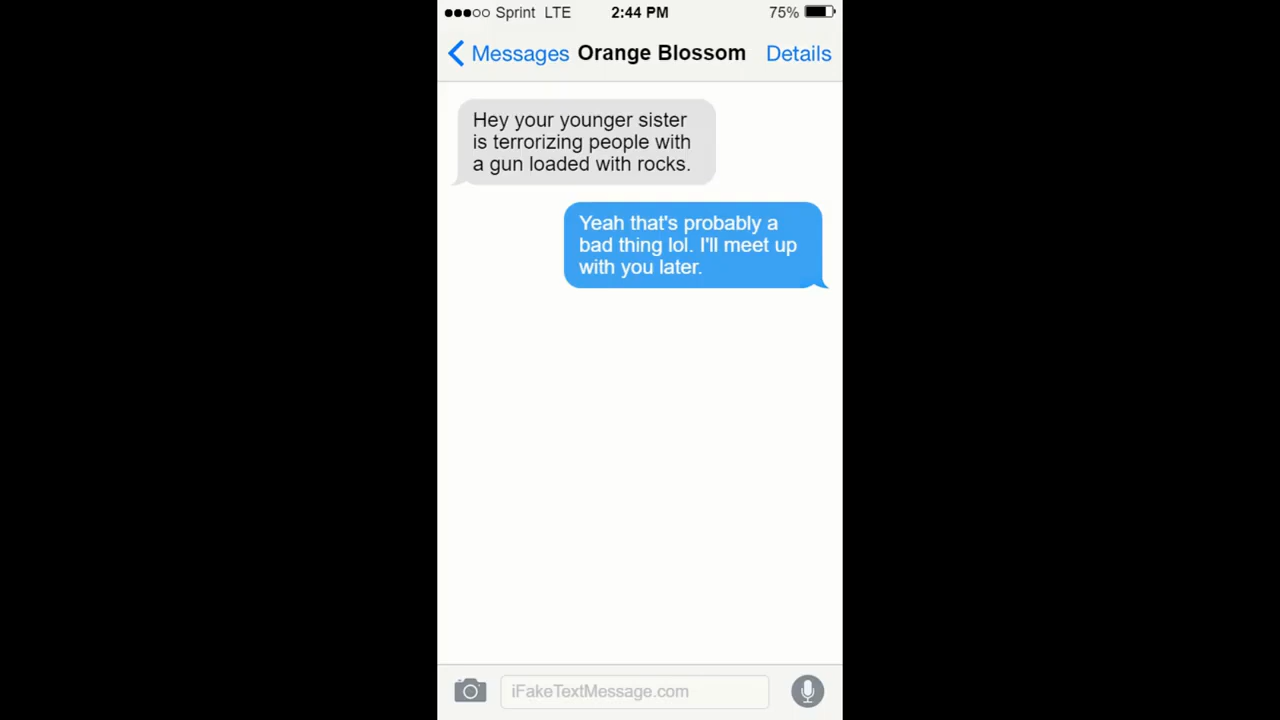 Sprint LTE 2:44 PM 75%
Messages Orange Blossom Details
Hey your younger sister
is terrorizing people with
a gun loaded with rocks.
Yeah that's probably a
bad thing lol. I'll meet up
with you later.
iFakeTextMessage.com